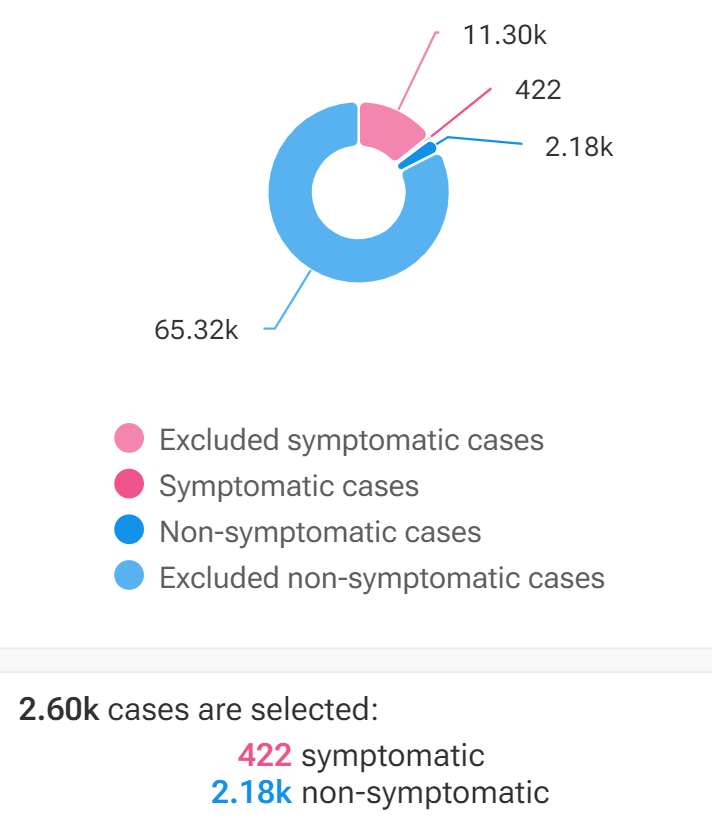 11.30k
422
2.18k
65.32k
Excluded symptomatic cases
Symptomatic cases
Non-symptomatic cases
Excluded non-symptomatic cases
2.60k cases are selected:
422 symptomatic
2.18k non-symptomatic